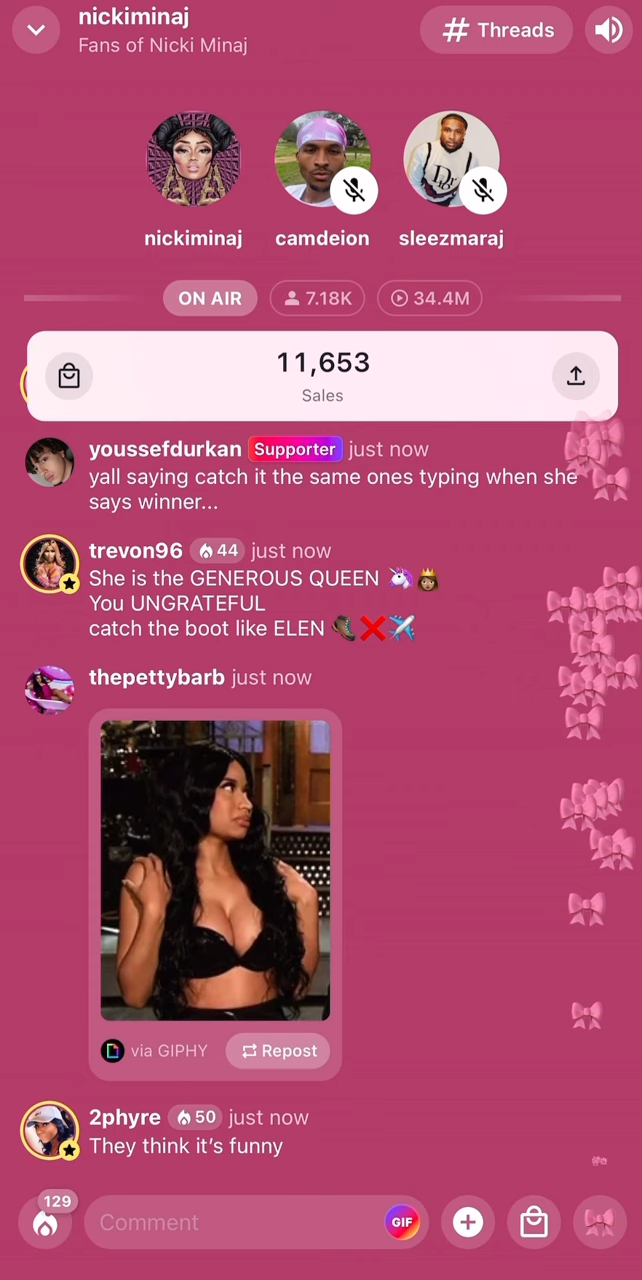 nickiminaj
Fans of Nicki Minaj
# Threads
nickiminaj
camdeion
sleezmaraj
ON AIR
7.18K
34.4M
11,653
Sales
youssefdurkan Supporter just now
yall saying catch it the same ones typing when she
says winner...
trevon96 44 just now
She is the GENEROUS QUEEN 🦄👸🏾
You UNGRATEFUL
catch the boot like ELEN 🥾❌✈️
thepettybarb just now
via GIPHY
Repost
2phyre 50 just now
They think it’s funny
129
Comment
GIF